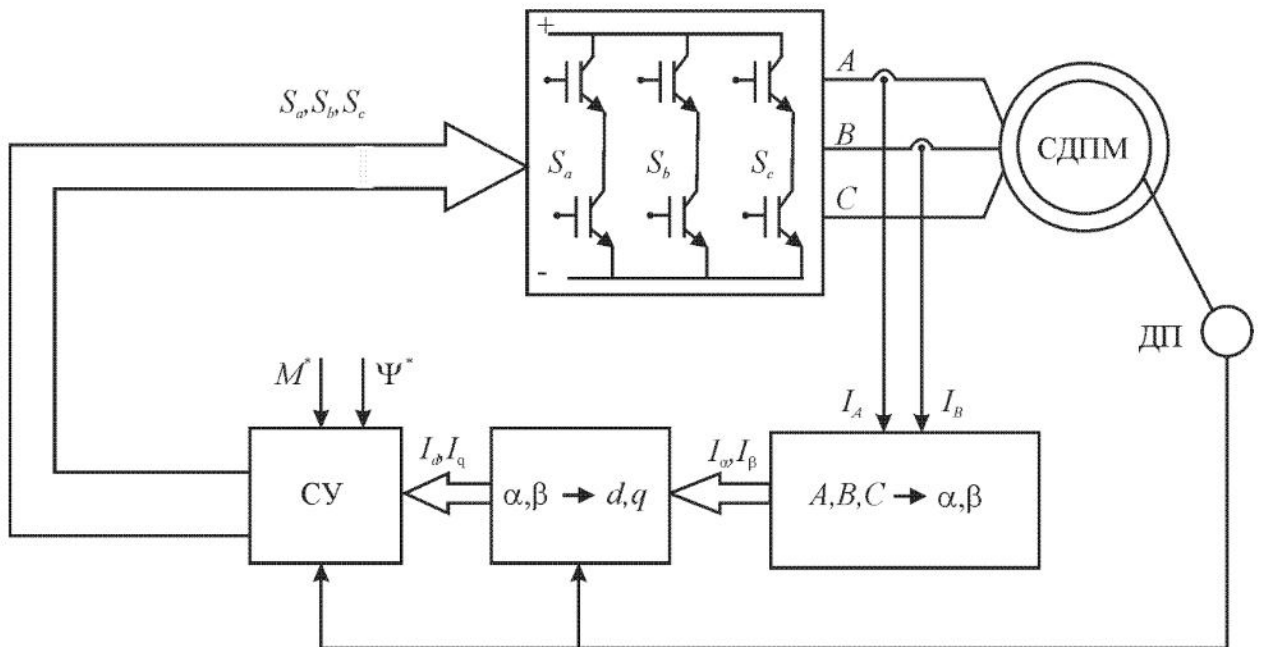 +
A
S_a, S_b, S_c
B
СДПМ
S_a
S_b
S_c
C
-
ДП
M*
Ψ*
I_A
I_B
I_d, I_q
I_α, I_β
СУ
α,β → d,q
A,B,C → α,β